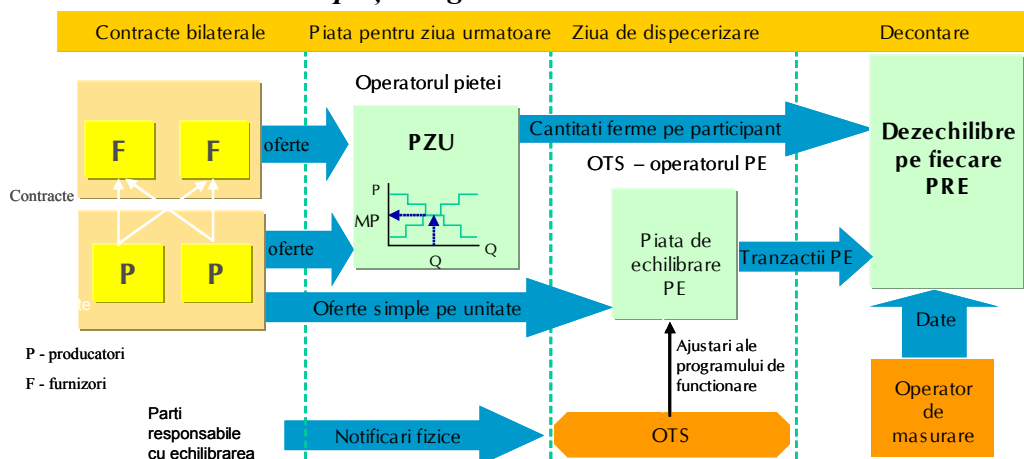 Contracte bilaterale
Piata pentru ziua urmatoare
Ziua de dispecerizare
Decontare
Operatorul pietei
F
F
oferte
PZU
P
MP
Q
Q
Cantitati ferme pe participant
Dezechilibre
pe fiecare
PRE
OTS – operatorul PE
Contracte
P
P
oferte
Piata de
echilibrare
PE
Tranzactii PE
Oferte simple pe unitate
te
Date
P - producatori
F - furnizori
Ajustari ale
programului de
functionare
Operator
de
masurare
Parti
responsabile
cu echilibrarea
Notificari fizice
OTS